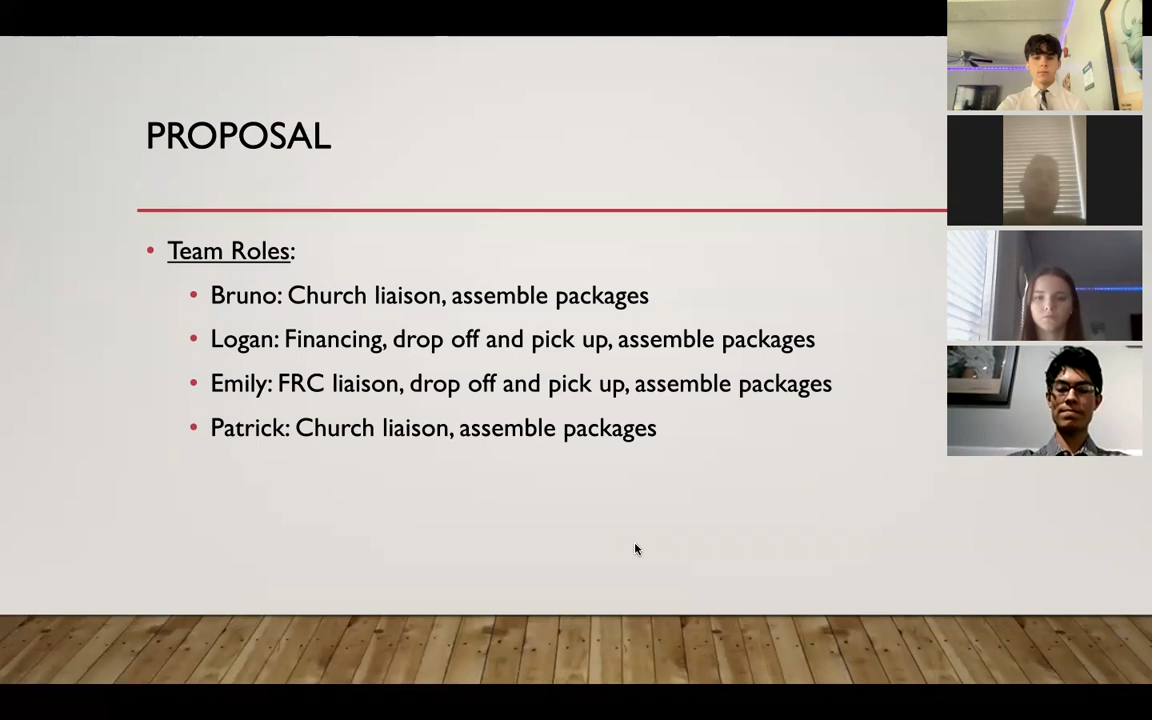 PROPOSAL
Team Roles:
Bruno: Church liaison, assemble packages
Logan: Financing, drop off and pick up, assemble packages
Emily: FRC liaison, drop off and pick up, assemble packages
Patrick: Church liaison, assemble packages